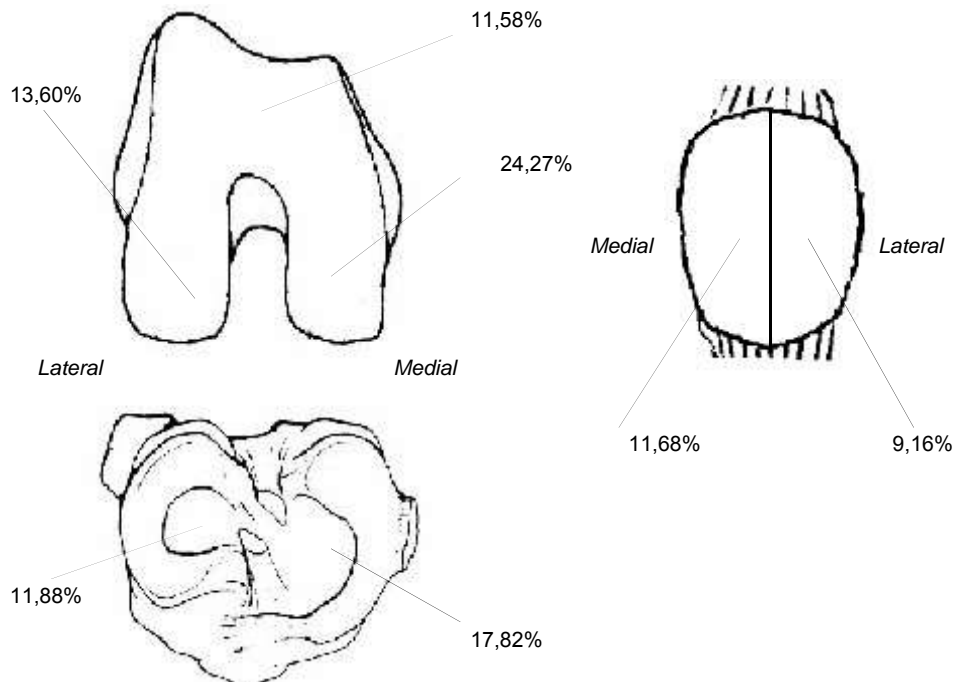 11,58%
13,60%
24,27%
Medial
Lateral
Lateral
Medial
11,68%
9,16%
11,88%
17,82%